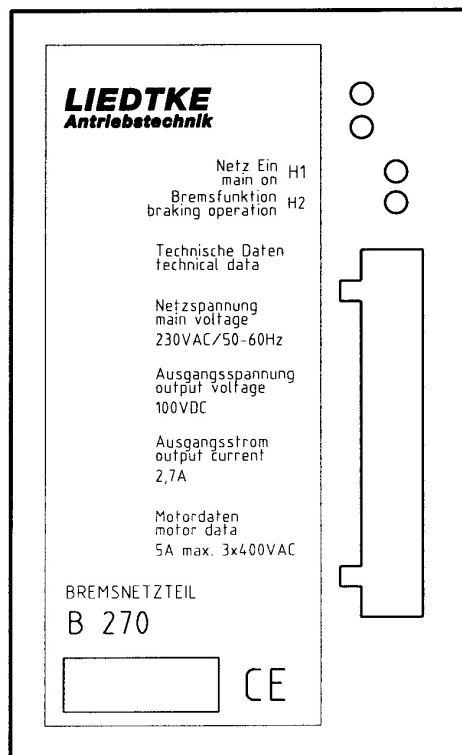 LIEDTKE
Antriebstechnik
Netz Ein
main on H1
Bremsfunktion
braking operation H2
Technische Daten
technical data
Netzspannung
main voltage
230VAC/50-60Hz
Ausgangsspannung
output voltage
100VDC
Ausgangsstrom
output current
2,7A
Motordaten
motor data
5A max. 3x400VAC
BREMSNETZTEIL
B 270
CE